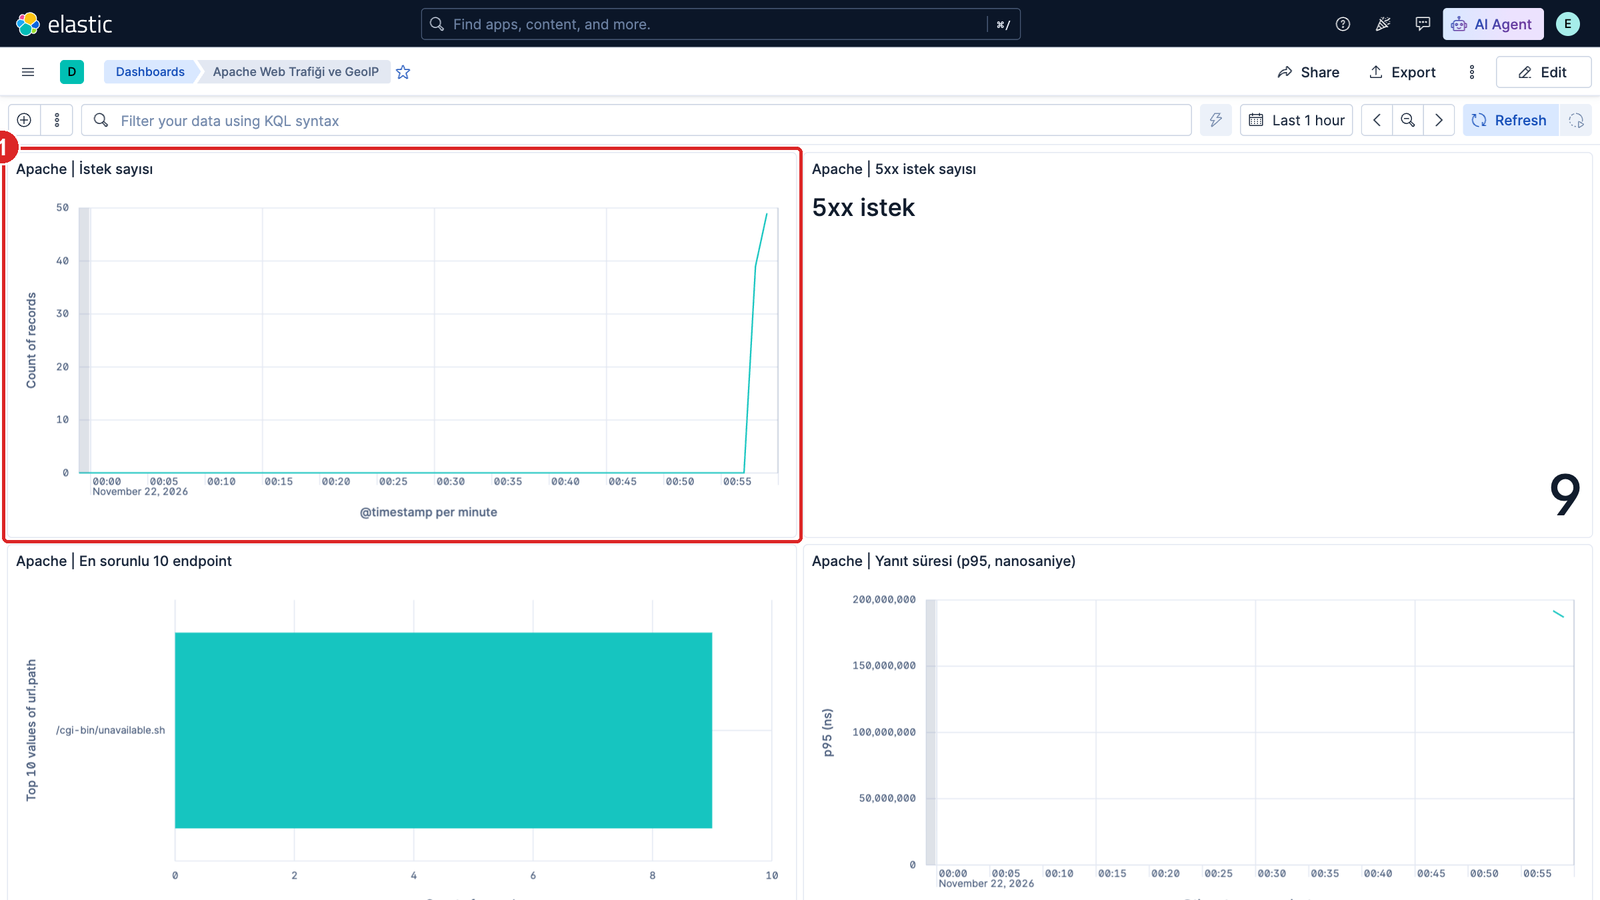 elastic
Find apps, content, and more.
⌘/
AI Agent
E
D
Dashboards
Apache Web Trafiği ve GeoIP
Share
Export
Edit
Filter your data using KQL syntax
Last 1 hour
Refresh
1
Apache | İstek sayısı
50
40
30
20
10
0
Count of records
00:00 00:05 00:10 00:15 00:20 00:25 00:30 00:35 00:40 00:45 00:50 00:55
November 22, 2026
@timestamp per minute
Apache | 5xx istek sayısı
5xx istek
9
Apache | En sorunlu 10 endpoint
Top 10 values of url.path
/cgi-bin/unavailable.sh
0 2 4 6 8 10
Apache | Yanıt süresi (p95, nanosaniye)
200,000,000
150,000,000
100,000,000
50,000,000
0
p95 (ns)
00:00 00:05 00:10 00:15 00:20 00:25 00:30 00:35 00:40 00:45 00:50 00:55
November 22, 2026